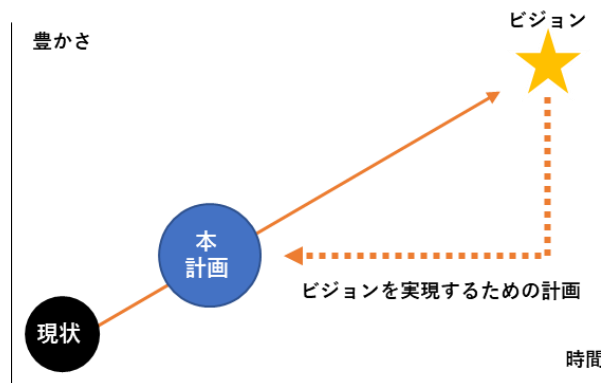 ビジョン
豊かさ
本
計画
ビジョンを実現するための計画
現状
時間